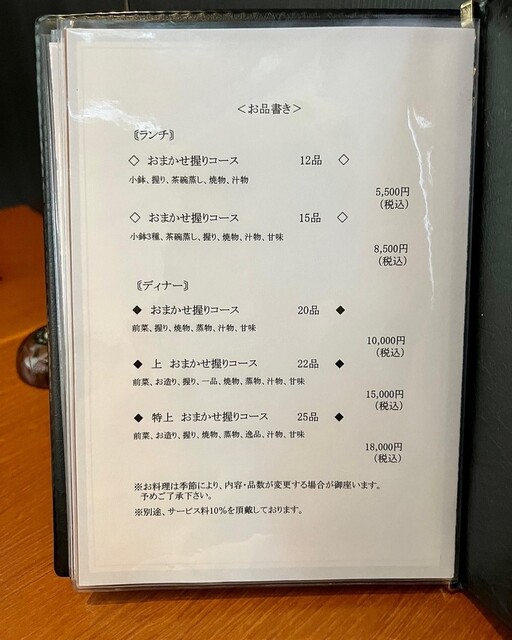 ＜お品書き＞
⟪ランチ⟫
◇ おまかせ握りコース 12品 ◇
小鉢、握り、茶碗蒸し、焼物、汁物
5,500円
（税込）
◇ おまかせ握りコース 15品 ◇
小鉢3種、茶碗蒸し、握り、焼物、汁物、甘味
8,500円
（税込）
⟪ディナー⟫
◆ おまかせ握りコース 20品 ◆
前菜、握り、焼物、蒸物、汁物、甘味
10,000円
（税込）
◆ 上 おまかせ握りコース 22品 ◆
前菜、お造り、握り、一品、焼物、蒸物、汁物、甘味
15,000円
（税込）
◆ 特上 おまかせ握りコース 25品 ◆
前菜、お造り、握り、焼物、蒸物、逸品、汁物、甘味
18,000円
（税込）
※お料理は季節により、内容・品数が変更する場合が御座います。
予めご了承下さい。
※別途、サービス料10%を頂戴しております。